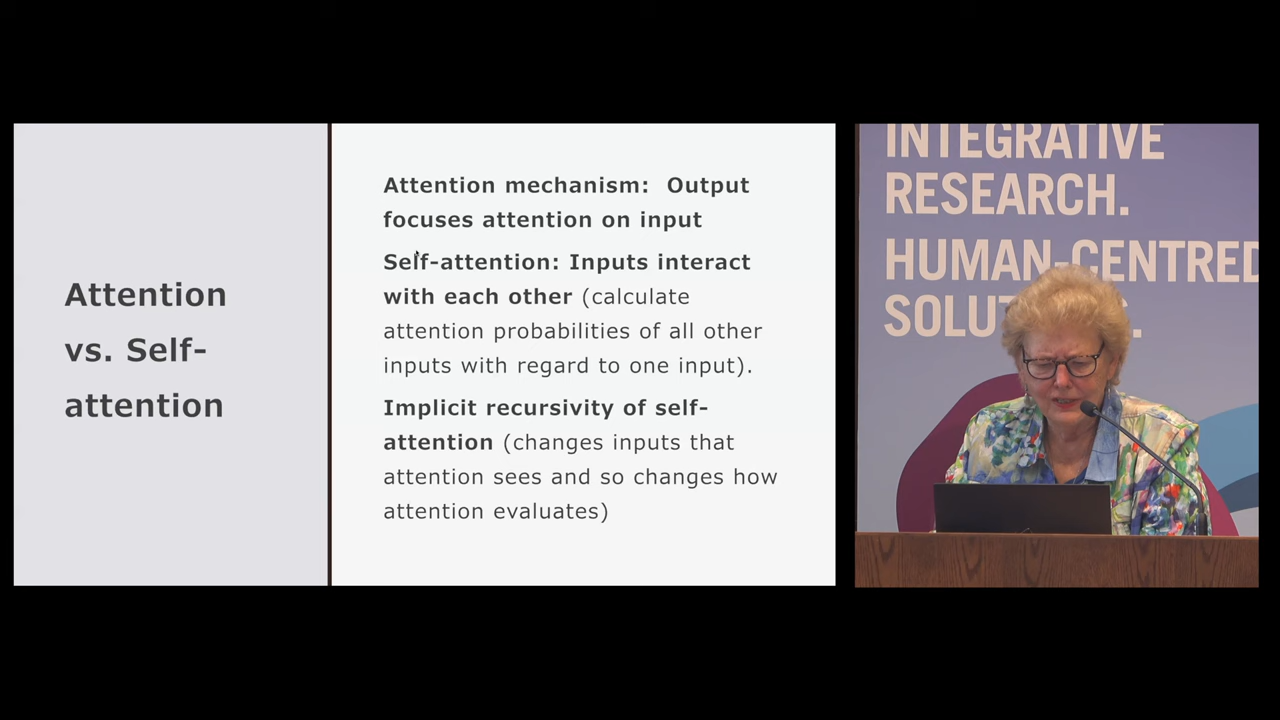 Attention
vs. Self-
attention
Attention mechanism:  Output
focuses attention on input
Self-attention: Inputs interact
with each other (calculate
attention probabilities of all other
inputs with regard to one input).
Implicit recursivity of self-
attention (changes inputs that
attention sees and so changes how
attention evaluates)
INTEGRATIVE
RESEARCH.
HUMAN-CENTRED